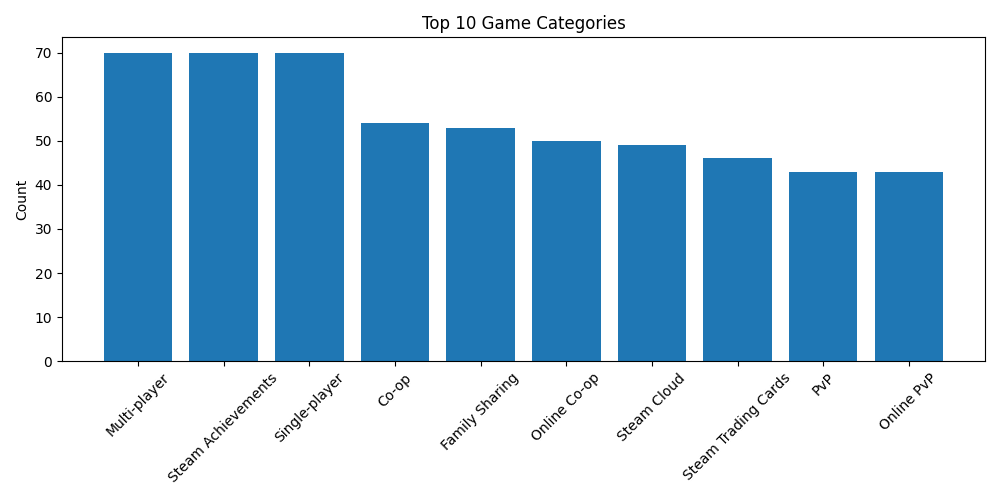 Top 10 Game Categories
70
60
50
40
30
20
10
0
Count
Multi-player
Steam Achievements
Single-player
Co-op
Family Sharing
Online Co-op
Steam Cloud
Steam Trading Cards
PvP
Online PvP